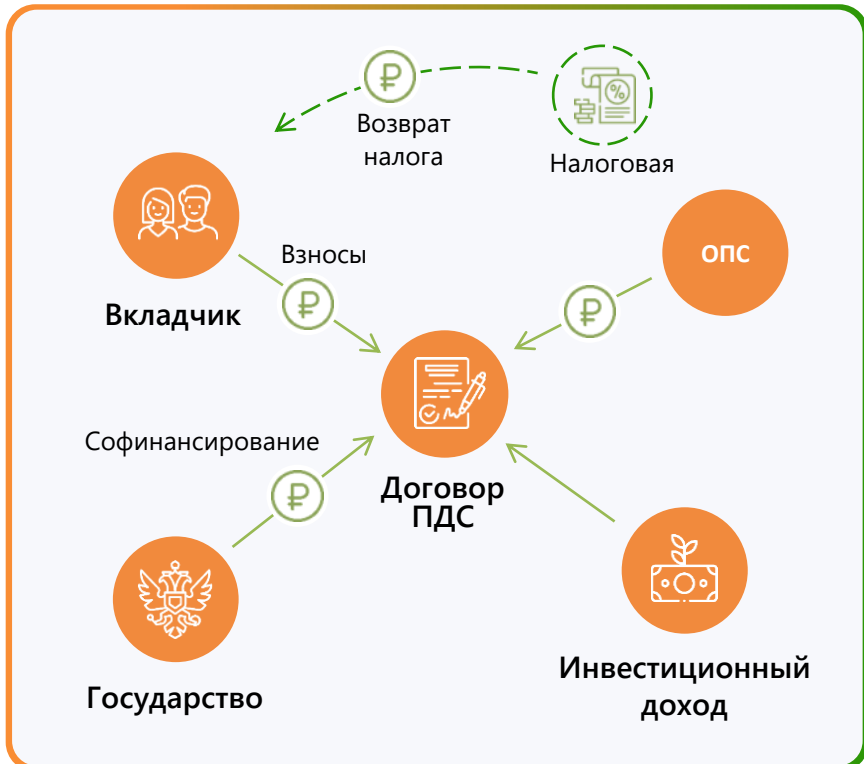 Возврат
налога
Налоговая
Взносы
ОПС
Вкладчик
Софинансирование
Договор
ПДС
Государство
Инвестиционный
доход